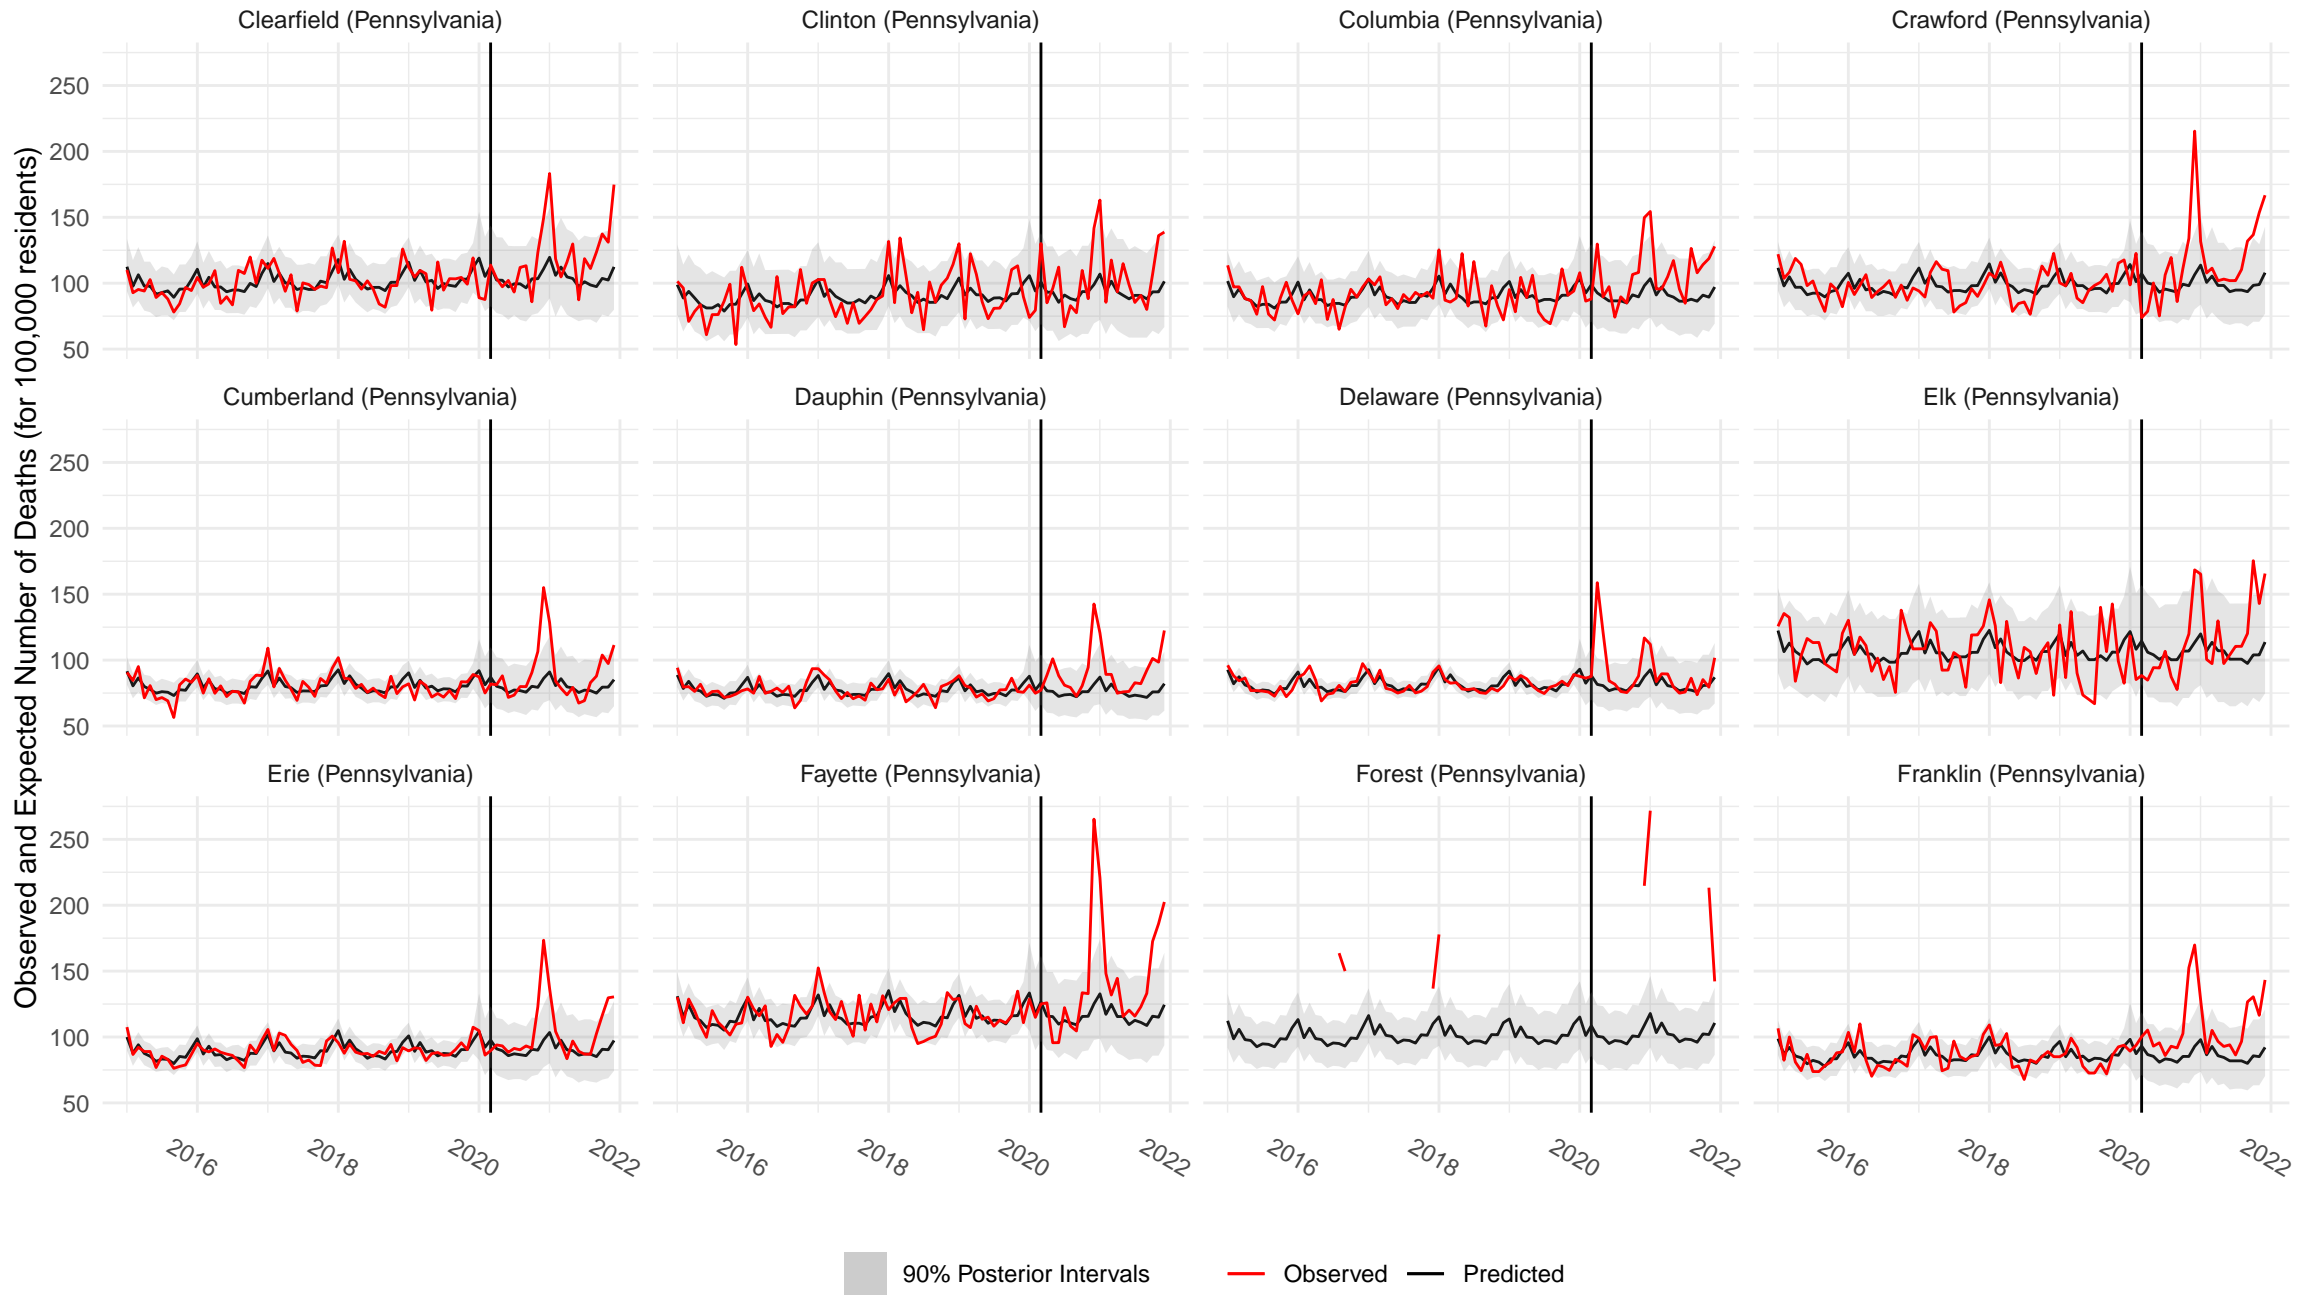 Clearfield (Pennsylvania)
Clinton (Pennsylvania)
Columbia (Pennsylvania)
Crawford (Pennsylvania)
250
200
150
100
50
Cumberland (Pennsylvania)
Dauphin (Pennsylvania)
Delaware (Pennsylvania)
Elk (Pennsylvania)
250
200
150
100
50
Erie (Pennsylvania)
Fayette (Pennsylvania)
Forest (Pennsylvania)
Franklin (Pennsylvania)
250
200
150
100
50
Observed and Expected Number of Deaths (for 100,000 residents)
2016 2018 2020 2022
2016 2018 2020 2022
2016 2018 2020 2022
2016 2018 2020 2022
90% Posterior Intervals
Observed
Predicted